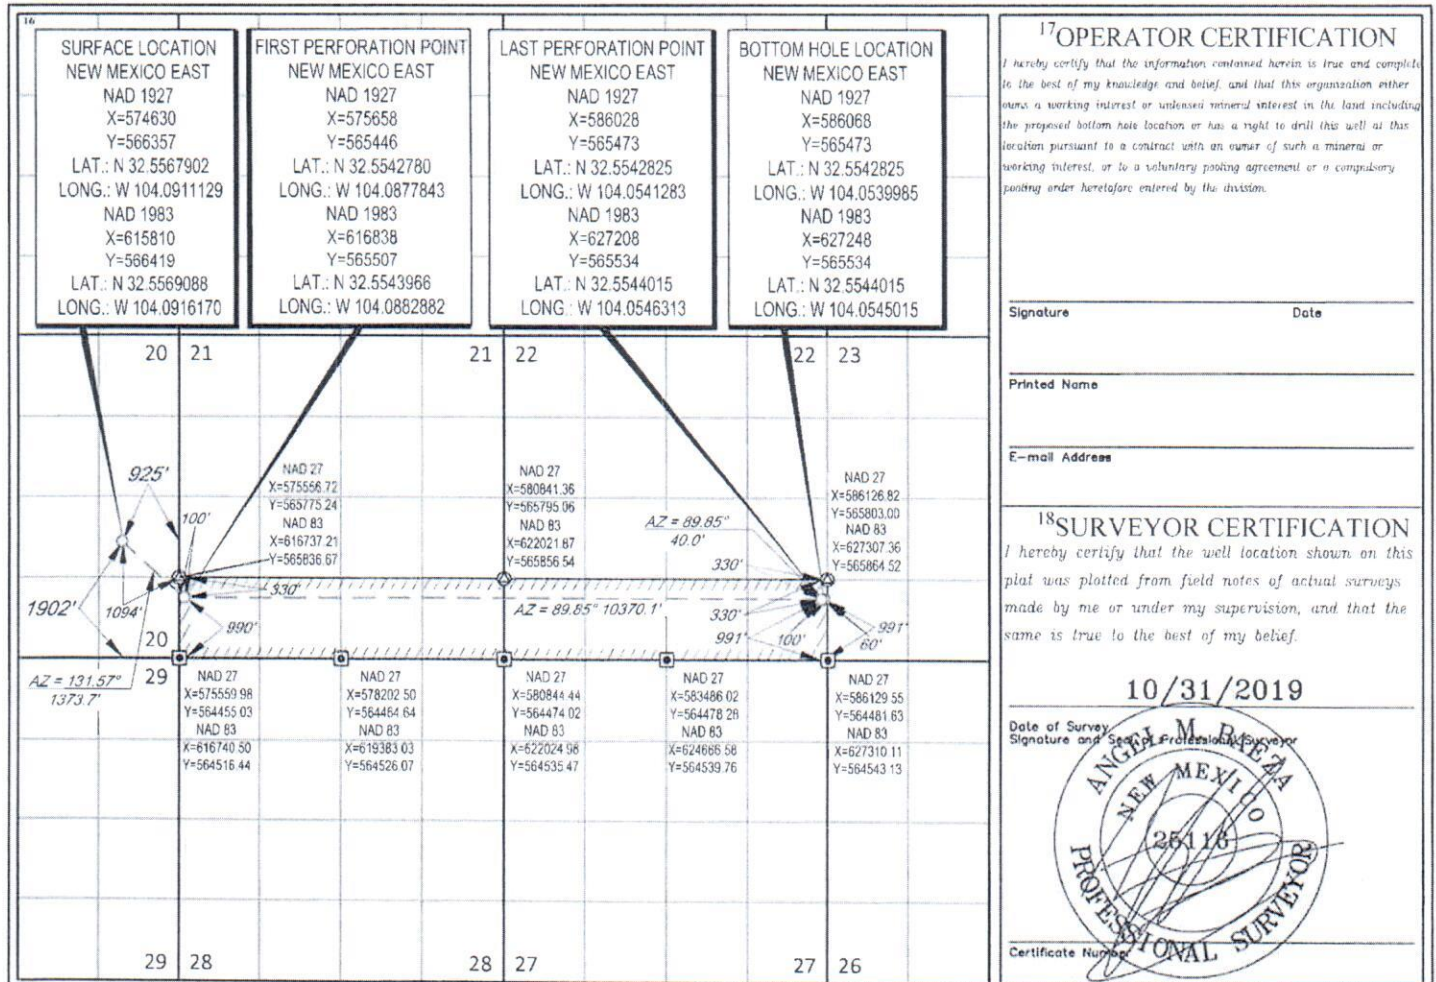 16
SURFACE LOCATION
NEW MEXICO EAST
NAD 1927
X=574630
Y=566357
LAT.: N 32.5567902
LONG.: W 104.0911129
NAD 1983
X=615810
Y=566419
LAT.: N 32.5569088
LONG.: W 104.0916170
FIRST PERFORATION POINT
NEW MEXICO EAST
NAD 1927
X=575658
Y=565446
LAT.: N 32.5542780
LONG.: W 104.0877843
NAD 1983
X=616838
Y=565507
LAT.: N 32.5543966
LONG.: W 104.0882882
LAST PERFORATION POINT
NEW MEXICO EAST
NAD 1927
X=586028
Y=565473
LAT.: N 32.5542825
LONG.: W 104.0541283
NAD 1983
X=627208
Y=565534
LAT.: N 32.5544015
LONG.: W 104.0546313
BOTTOM HOLE LOCATION
NEW MEXICO EAST
NAD 1927
X=586068
Y=565473
LAT.: N 32.5542825
LONG.: W 104.0539985
NAD 1983
X=627248
Y=565534
LAT.: N 32.5544015
LONG.: W 104.0545015
20 21
21 22
22 23
925'
100'
NAD 27
X=575556.72
Y=565775.24
NAD 83
X=616737.21
Y=565836.67
NAD 27
X=580841.36
Y=565795.06
NAD 83
X=622021.87
Y=565856.54
AZ = 89.85°
40.0'
NAD 27
X=586126.82
Y=565803.00
NAD 83
X=627307.36
Y=565864.52
330'
330'
1902'
1094'
AZ = 89.85° 10370.1'
330'
990'
991'
100'
60'
991'
20
29
AZ = 131.57°
1373.7'
NAD 27
X=575559.98
Y=564455.03
NAD 83
X=616740.50
Y=564516.44
NAD 27
X=578202.50
Y=564464.64
NAD 83
X=619383.03
Y=564526.07
NAD 27
X=580844.44
Y=564474.02
NAD 83
X=622024.98
Y=564535.47
NAD 27
X=583486.02
Y=564478.28
NAD 83
X=624666.58
Y=564539.76
NAD 27
X=586129.55
Y=564481.63
NAD 83
X=627310.11
Y=564543.13
29 28
28 27
27 26
17OPERATOR CERTIFICATION
I hereby certify that the information contained herein is true and complete
to the best of my knowledge and belief, and that this organization either
owns a working interest or unleased mineral interest in the land including
the proposed bottom hole location or has a right to drill this well at this
location pursuant to a contract with an owner of such a mineral or
working interest, or to a voluntary pooling agreement or a compulsory
pooling order heretofore entered by the division.
Signature Date
Printed Name
E-mail Address
18SURVEYOR CERTIFICATION
I hereby certify that the well location shown on this
plat was plotted from field notes of actual surveys
made by me or under my supervision, and that the
same is true to the best of my belief.
10/31/2019
Date of Survey
Signature and Seal of Professional Surveyor
ANGEL M. BAEZA
NEW MEXICO
25116
PROFESSIONAL SURVEYOR
Certificate Number